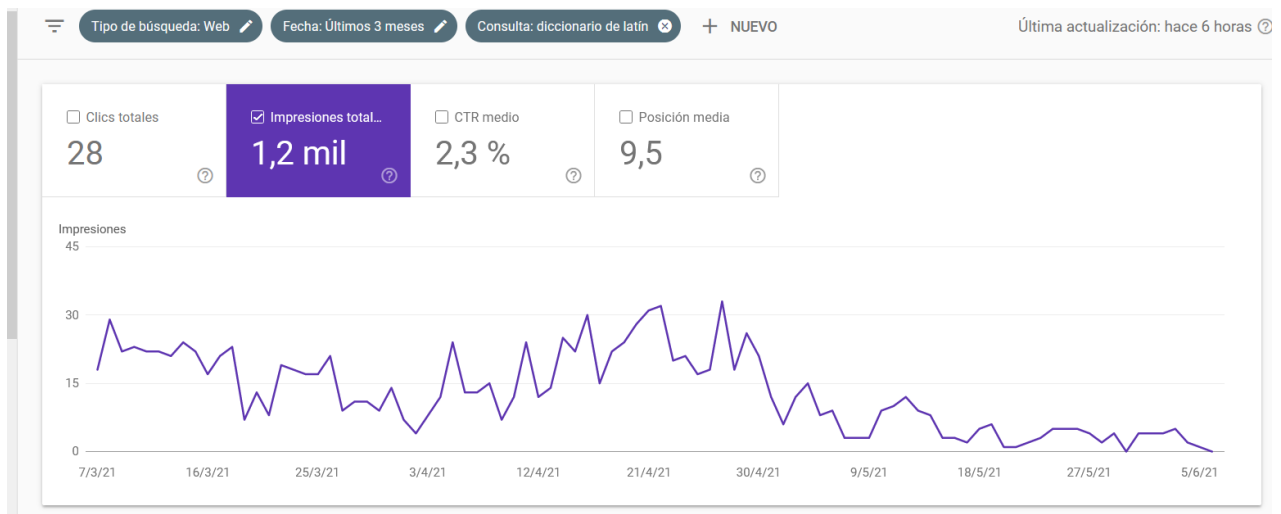 Tipo de búsqueda: Web Fecha: Últimos 3 meses Consulta: diccionario de latín NUEVO Última actualización: hace 6 horas
Clics totales Impresiones total... CTR medio Posición media
28 1,2 mil 2,3 % 9,5
Impresiones
45
30
15
0
7/3/21 16/3/21 25/3/21 3/4/21 12/4/21 21/4/21 30/4/21 9/5/21 18/5/21 27/5/21 5/6/21